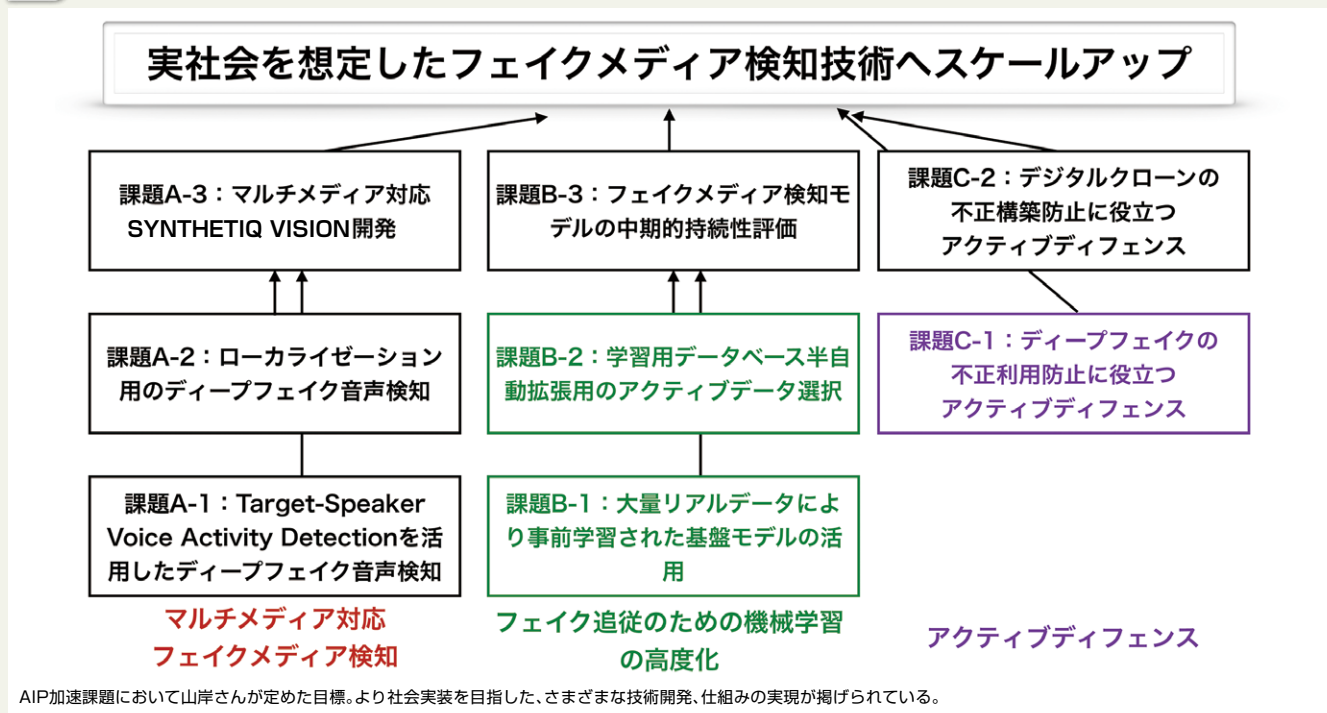 実社会を想定したフェイクメディア検知技術へスケールアップ
課題A-3：マルチメディア対応
SYNTHETIQ VISION開発
課題B-3：フェイクメディア検知モ
デルの中期的持続性評価
課題C-2：デジタルクローンの
不正構築防止に役立つ
アクティブディフェンス
課題A-2：ローカライゼーション
用のディープフェイク音声検知
課題B-2：学習用データベース半自
動拡張用のアクティブデータ選択
課題C-1：ディープフェイクの
不正利用防止に役立つ
アクティブディフェンス
課題A-1：Target-Speaker
Voice Activity Detectionを活
用したディープフェイク音声検知
課題B-1：大量リアルデータによ
り事前学習された基盤モデルの活
用
マルチメディア対応
フェイクメディア検知
フェイク追従のための機械学習
の高度化
アクティブディフェンス
AIP加速課題において山岸さんが定めた目標。より社会実装を目指した、さまざまな技術開発、仕組みの実現が掲げられている。